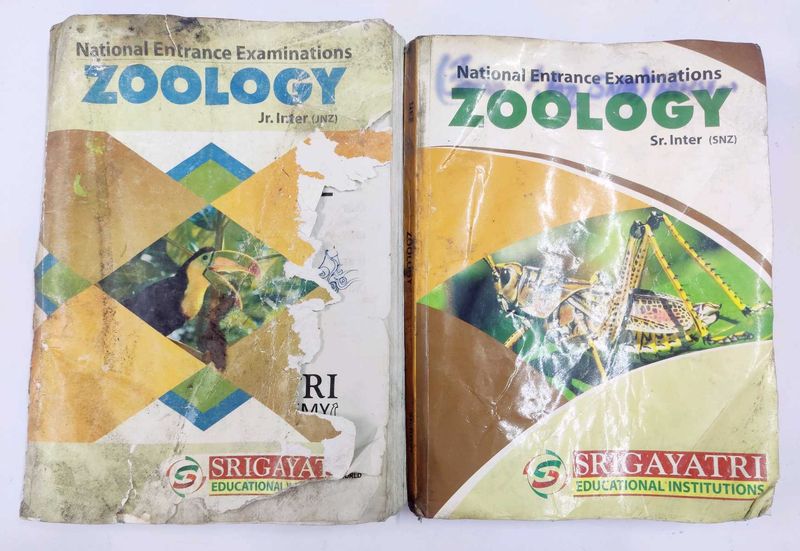 National Entrance Examinations
ZOOLOGY
Jr. Inter (JNZ)
RI
EMY
SRIGAYATRI
EDUCATIONAL
National Entrance Examinations
ZOOLOGY
Sr. Inter (SNZ)
ZOOLOGY
SRIGAYATRI
EDUCATIONAL INSTITUTIONS